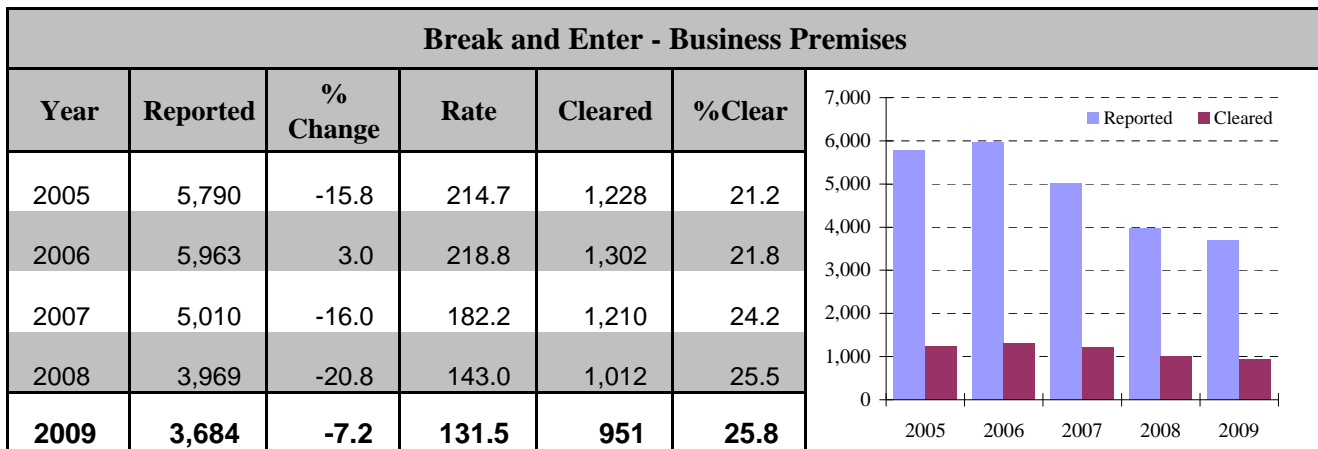 Break and Enter - Business Premises
Year Reported % Change Rate Cleared %Clear
2005 5,790 -15.8 214.7 1,228 21.2
2006 5,963 3.0 218.8 1,302 21.8
2007 5,010 -16.0 182.2 1,210 24.2
2008 3,969 -20.8 143.0 1,012 25.5
2009 3,684 -7.2 131.5 951 25.8
Reported Cleared
7,000
6,000
5,000
4,000
3,000
2,000
1,000
0
2005 2006 2007 2008 2009